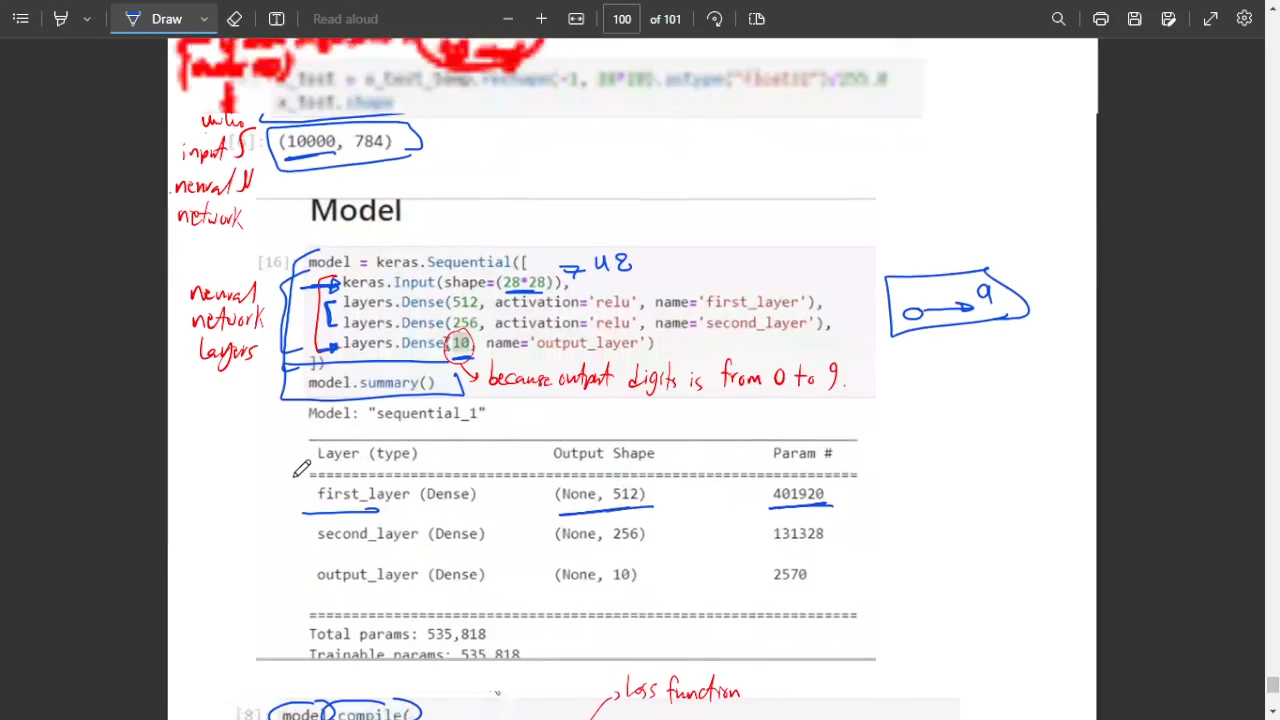 Draw
Read aloud
100 of 101
x_test.shape
(10000, 784)
input
neural
network
Model
[16]:
model = keras.Sequential([
keras.Input(shape=(28*28)),
layers.Dense(512, activation='relu', name='first_layer'),
layers.Dense(256, activation='relu', name='second_layer'),
layers.Dense(10, name='output_layer')
])
model.summary()
neural
network
layers
0 → 9
because output digits is from 0 to 9.
Model: "sequential_1"
Layer (type) Output Shape Param #
first_layer (Dense) (None, 512) 401920
second_layer (Dense) (None, 256) 131328
output_layer (Dense) (None, 10) 2570
Total params: 535,818
Trainable params: 535,818
loss function
[8]
model.compile(